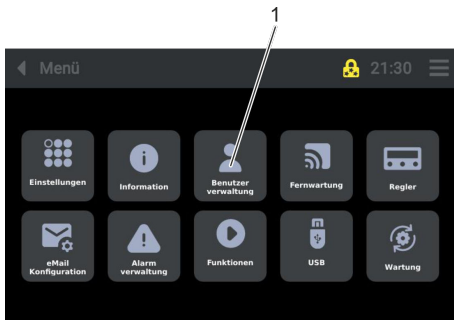 1
Menü
21:30
Einstellungen
Information
Benutzer
verwaltung
Fernwartung
Regler
eMail
Konfiguration
Alarm
verwaltung
Funktionen
USB
Wartung